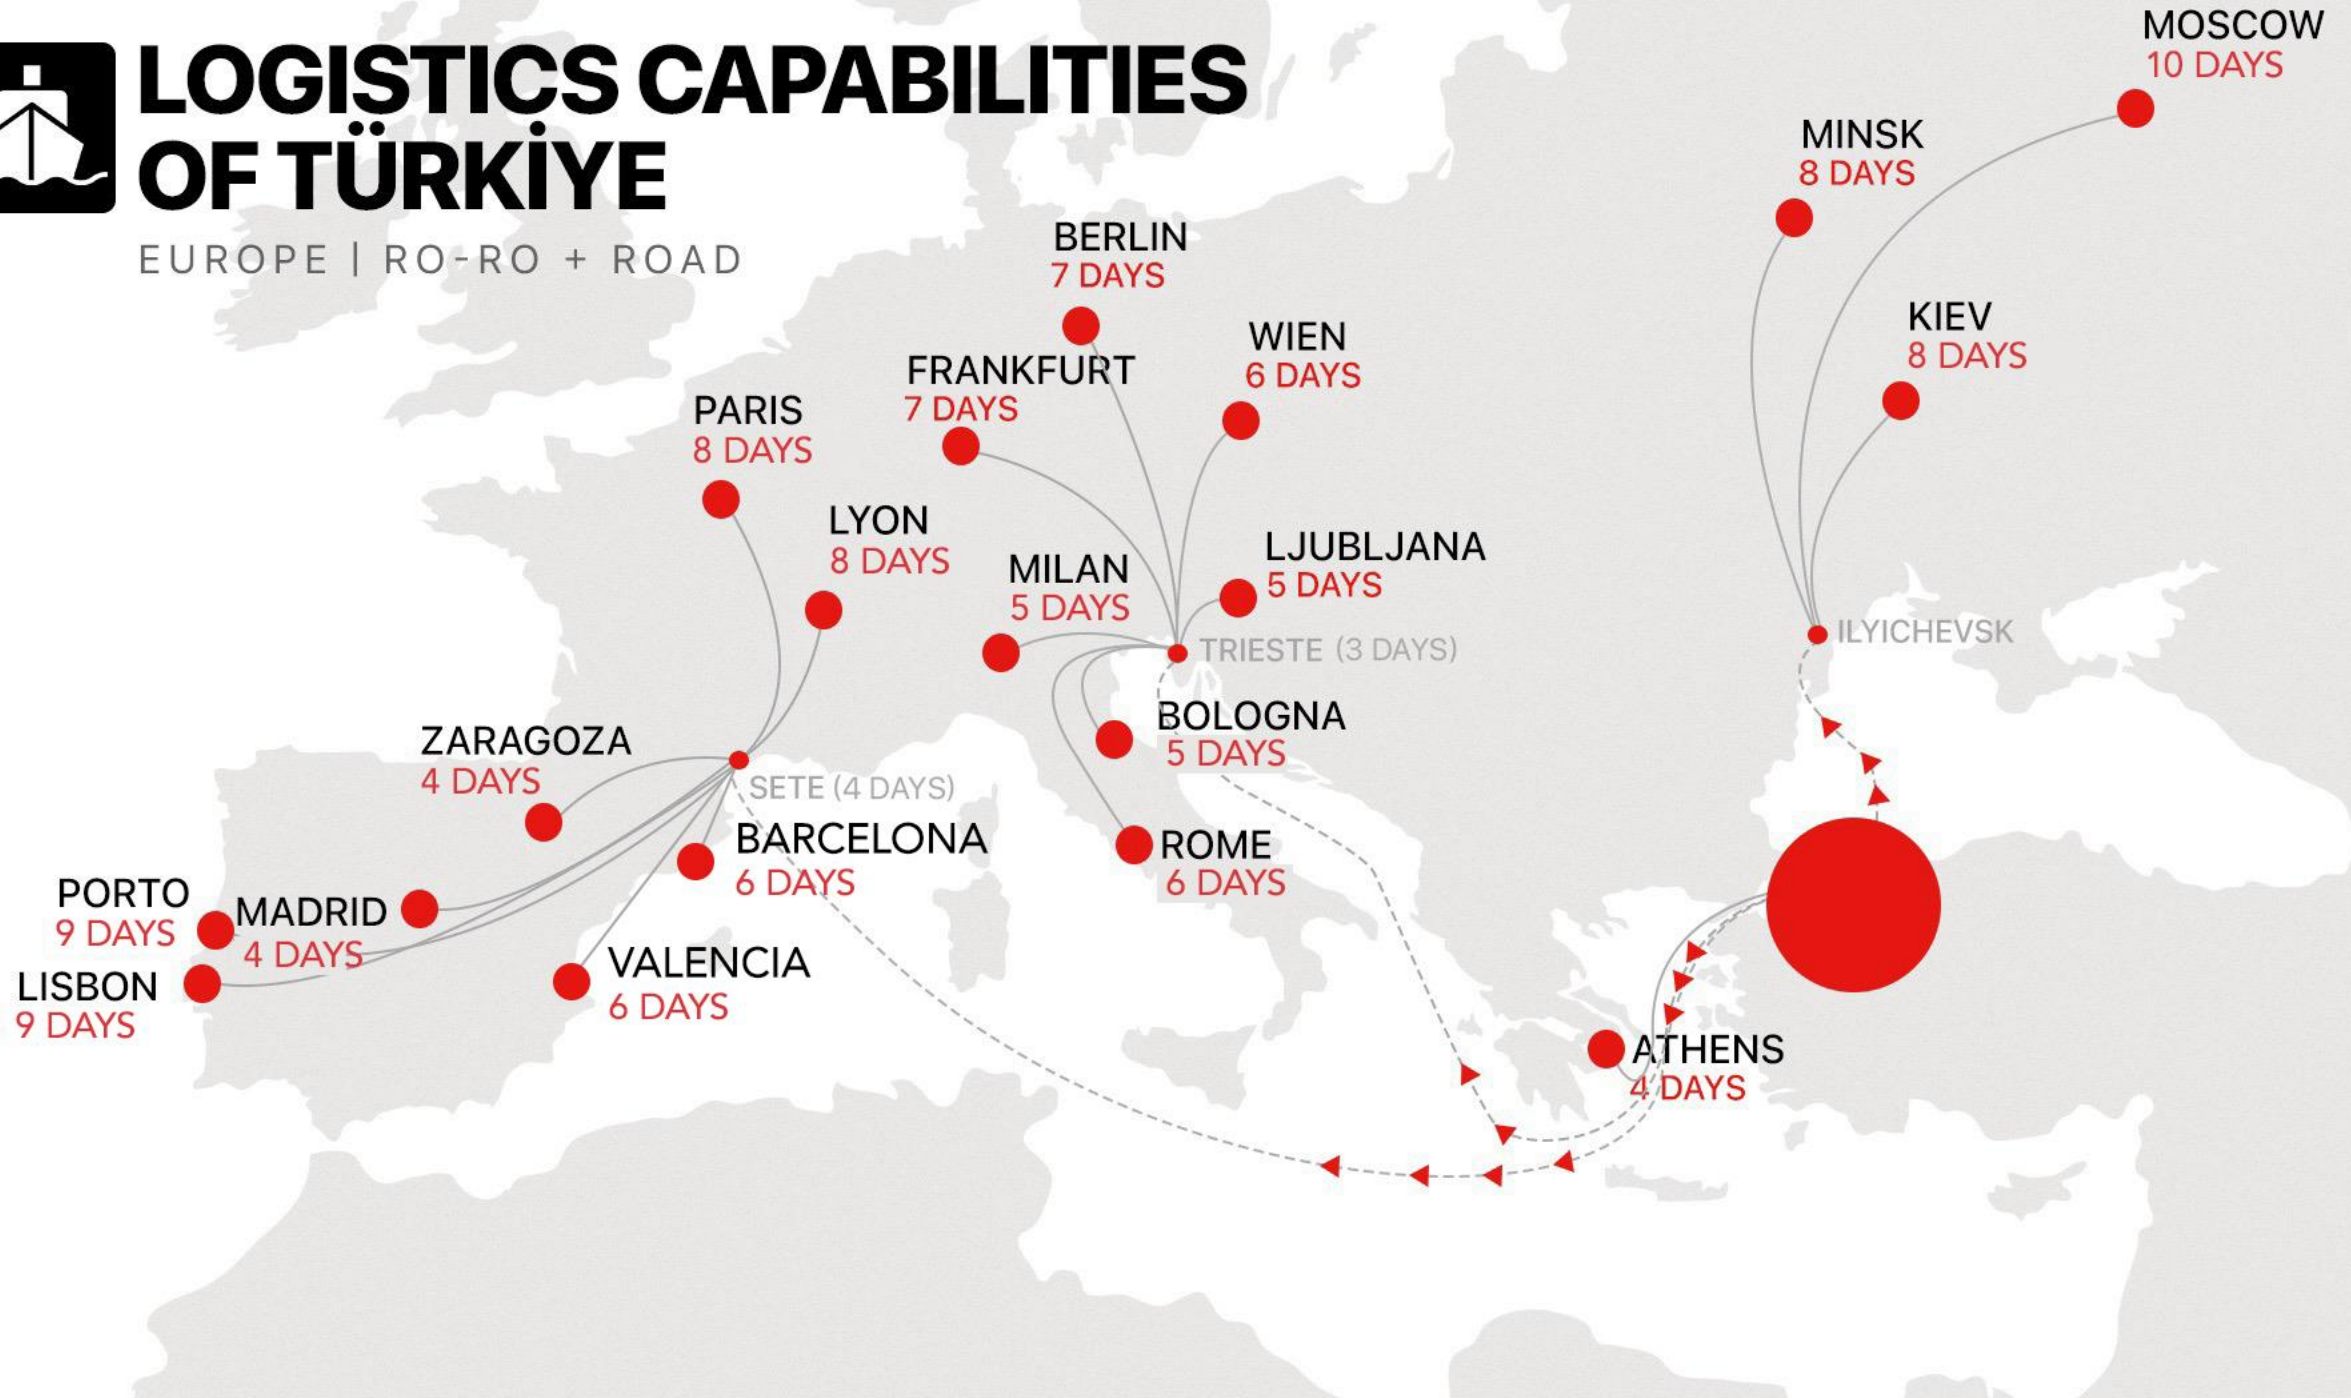 LOGISTICS CAPABILITIES
OF TÜRKİYE
EUROPE | RO-RO + ROAD
MOSCOW
10 DAYS
MINSK
8 DAYS
KIEV
8 DAYS
BERLIN
7 DAYS
WIEN
6 DAYS
FRANKFURT
7 DAYS
PARIS
8 DAYS
LYON
8 DAYS
MILAN
5 DAYS
LJUBLJANA
5 DAYS
TRIESTE (3 DAYS)
ILYICHEVSK
BOLOGNA
5 DAYS
ZARAGOZA
4 DAYS
SETE (4 DAYS)
BARCELONA
6 DAYS
ROME
6 DAYS
PORTO
9 DAYS
MADRID
4 DAYS
LISBON
9 DAYS
VALENCIA
6 DAYS
ATHENS
4 DAYS